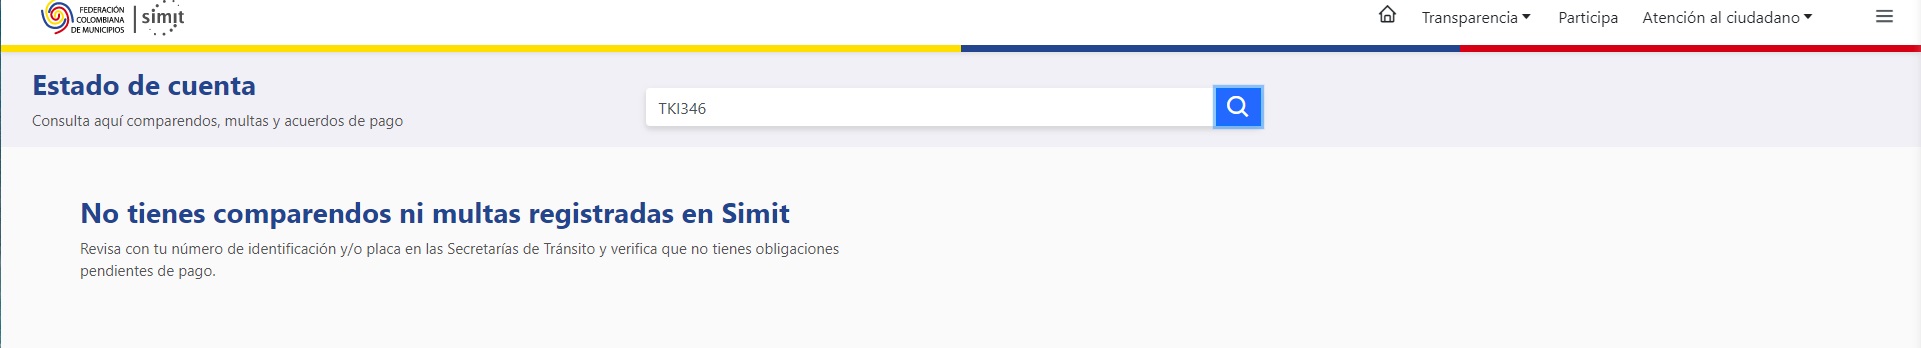 FEDERACIÓN
COLOMBIANA
DE MUNICIPIOS
simit
Transparencia
Participa
Atención al ciudadano
Estado de cuenta
Consulta aquí comparendos, multas y acuerdos de pago
TKI346
No tienes comparendos ni multas registradas en Simit
Revisa con tu número de identificación y/o placa en las Secretarías de Tránsito y verifica que no tienes obligaciones
pendientes de pago.